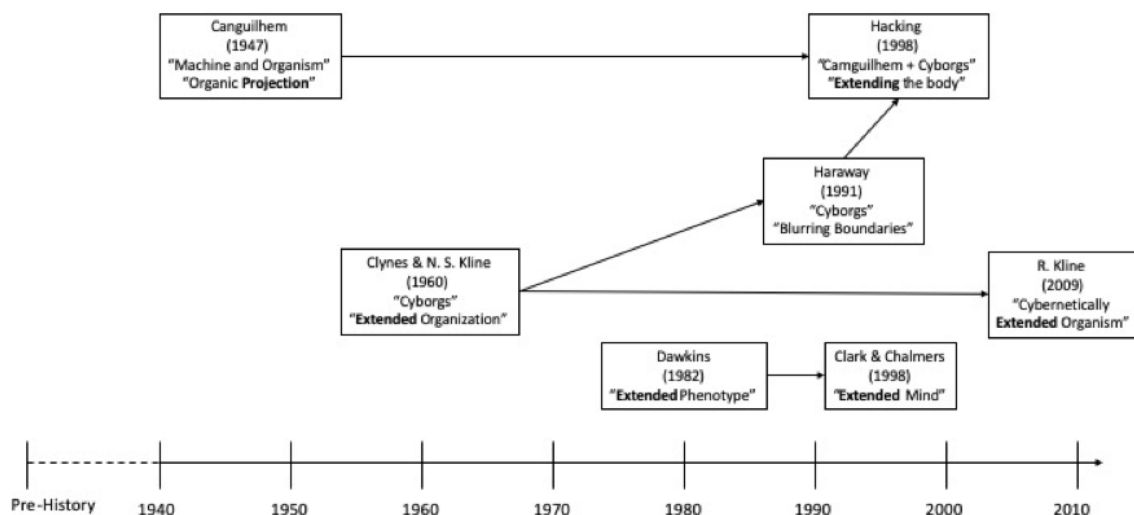 Canguilhem
(1947)
“Machine and Organism”
“Organic Projection”
Hacking
(1998)
“Camguilhem + Cyborgs”
“Extending the body”
Haraway
(1991)
“Cyborgs”
“Blurring Boundaries”
Clynes & N. S. Kline
(1960)
“Cyborgs”
“Extended Organization”
R. Kline
(2009)
“Cybernetically
Extended Organism”
Dawkins
(1982)
“Extended Phenotype”
Clark & Chalmers
(1998)
“Extended Mind”
Pre-History 1940 1950 1960 1970 1980 1990 2000 2010